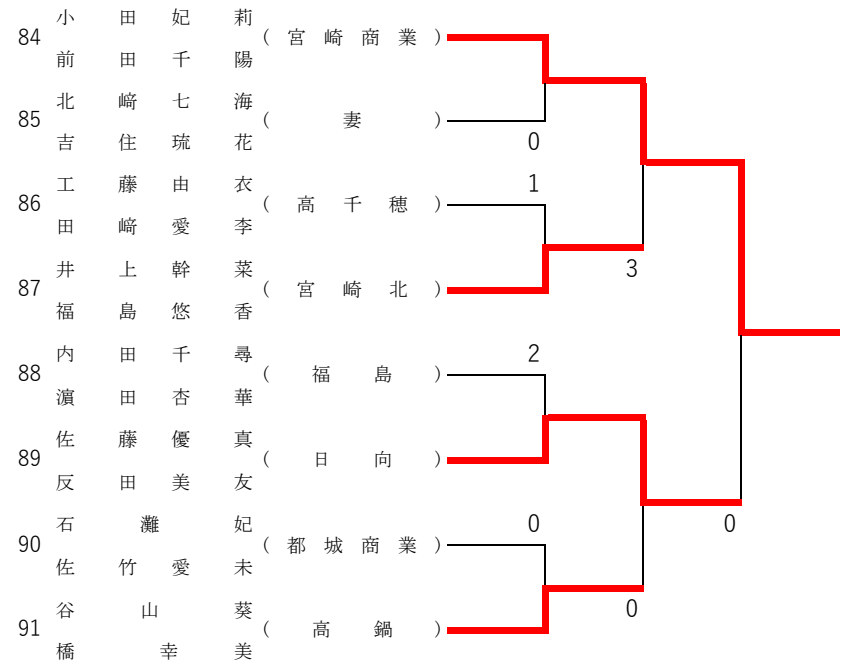 小田妃莉
84 (宮崎商業)
前田千陽
北﨑七海
85 (妻)
0
吉住琉花
工藤由衣
86 (高千穂) 1
田﨑愛李
井上幹菜
87 (宮崎北) 3
福島悠香
内田千尋
88 (福島) 2
濵田杏華
佐藤優真
89 (日向)
反田美友
石灘妃
90 (都城商業) 0 0
佐竹愛未
谷山葵
91 (高鍋) 0
橋幸美